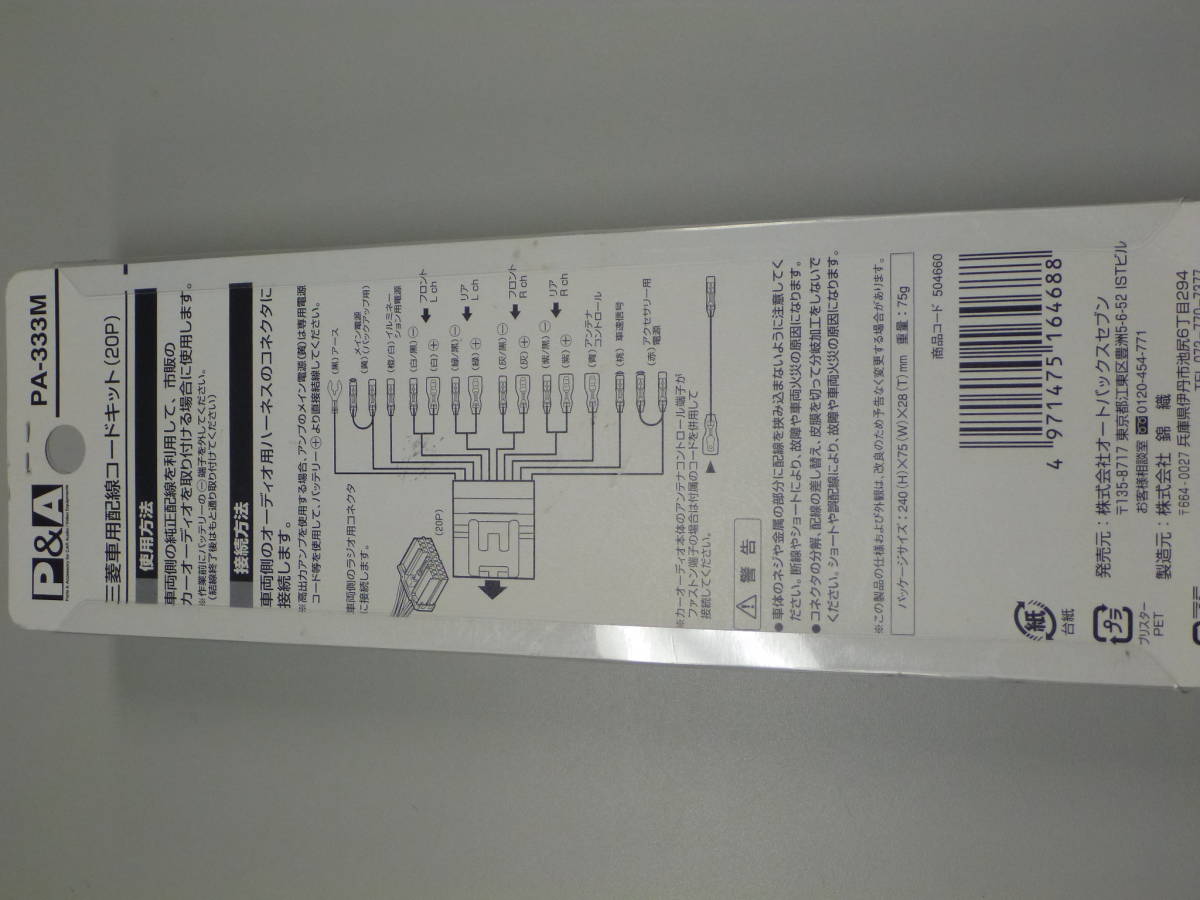 P&A
PA-333M
三菱車用配線コードキット(20P)
使用方法
車両側の純正配線を利用して、市販の
カーオーディオを取り付ける場合に使用します。
※作業前にバッテリーの⊖端子を外してください。
(結線終了後はもと通り取り付けてください)
接続方法
車両側のオーディオ用ハーネスのコネクタに
接続します。
※高出力アンプを使用する場合、アンプのメイン電源(黄)は専用電源
コード等を使用して、バッテリー⊕より直接結線してください。
車両側のラジオ用コネクタ
に接続します。
(20P)
(黒)アース
(黄) メイン電源
(バックアップ用)
(橙/白)イルミネー
ション用電源
(白/黒)⊖
(白)⊕
フロント
L ch
(緑/黒)⊖
(緑)⊕
リア
L ch
(灰/黒)⊖
(灰)⊕
フロント
R ch
(紫/黒)⊖
(紫)⊕
リア
R ch
(青)アンテナ
コントロール
(桃) 車速信号
(赤)アクセサリー用
電源
※カーオーディオ本体のアンテナコントロール端子が
ファストン端子の場合は付属のコードを併用して
接続してください。
警告
●車体のネジや金属の部分に配線を挟み込まないように注意してく
ださい。断線やショートにより、故障や車両火災の原因になります。
●コネクタの分解、配線の差し替え、皮膜を切って分岐加工をしないで
ください。ショートや誤配線により、故障や車両火災の原因になります。
※この製品の仕様および外観は、改良のため予告なく変更する場合があります。
パッケージサイズ:240(H)×75(W)×28(T)mm 重量:75g
商品コード 504660
4 971475 164688
紙
台紙
プラ
ブリスター
PET
発売元:株式会社オートバックスセブン
〒135-8717 東京都江東区豊洲5-6-52 ISTビル
お客様相談室 0120-454-771
製造元:株式会社 錦 織
〒664-0027 兵庫県伊丹市池尻6丁目294